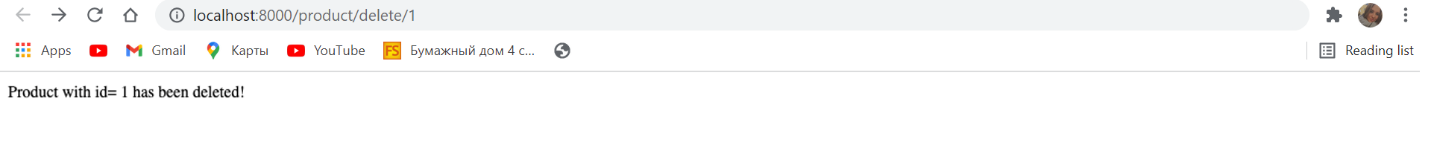 localhost:8000/product/delete/1
Apps Gmail Карты YouTube FS Бумажный дом 4 с... Reading list
Product with id= 1 has been deleted!